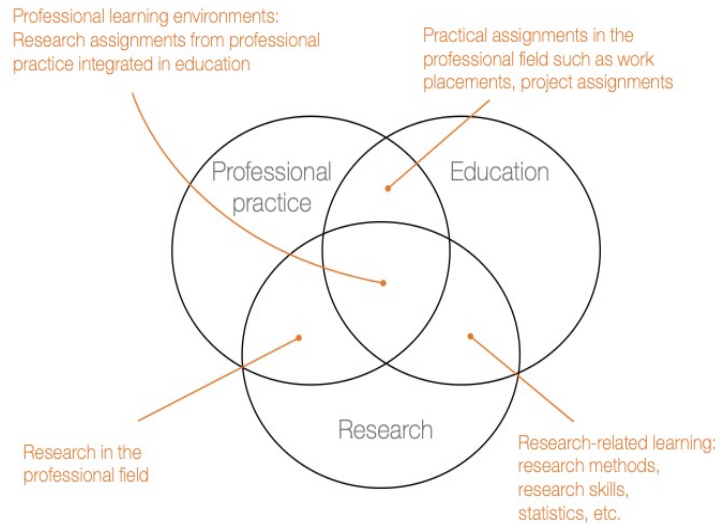 Professional learning environments:
Research assignments from professional
practice integrated in education
Practical assignments in the
professional field such as work
placements, project assignments
Professional
practice
Education
Research
Research in the
professional field
Research-related learning:
research methods,
research skills,
statistics, etc.